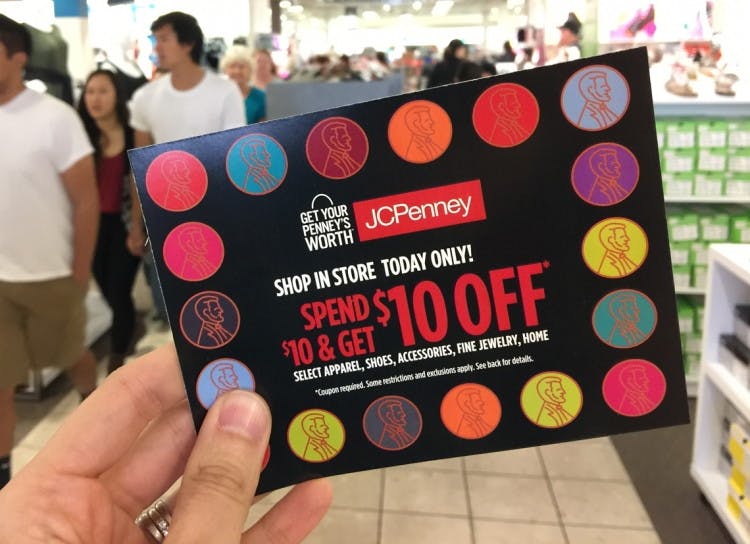 GET YOUR
PENNEY'S
WORTH
JCPenney
SHOP IN STORE TODAY ONLY!
SPEND
$10 & GET $10 OFF*
SELECT APPAREL, SHOES, ACCESSORIES, FINE JEWELRY, HOME
*Coupon required. Some restrictions and exclusions apply. See back for details.